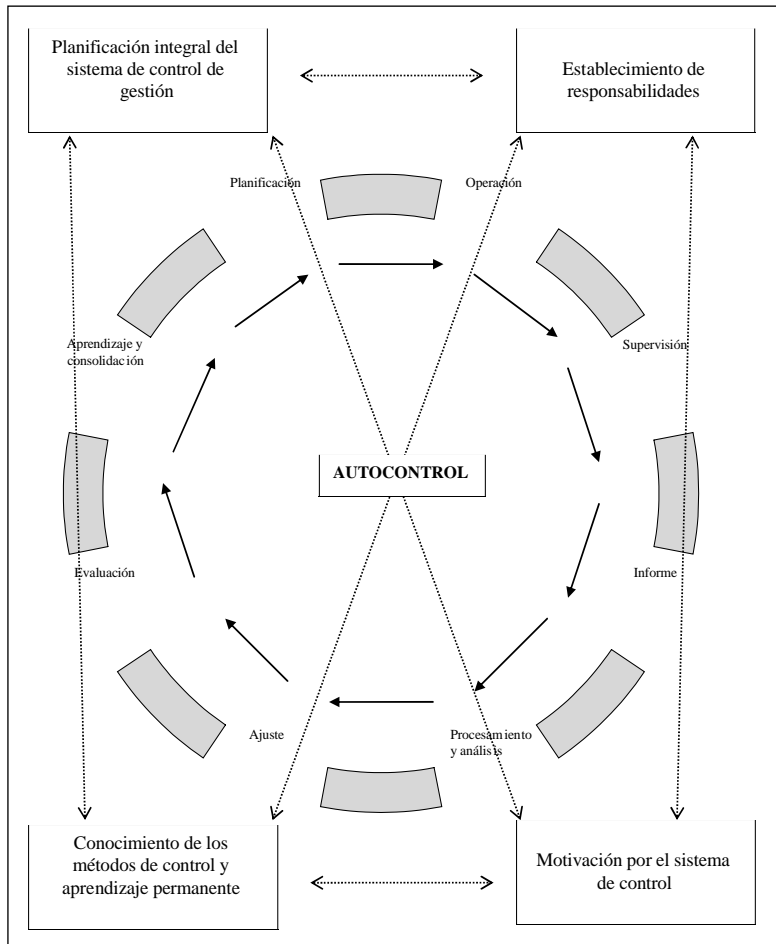 Planificación integral del
sistema de control de
gestión
Establecimiento de
responsabilidades
Planificación
Operación
Aprendizaje y
consolidación
Supervisión
AUTOCONTROL
Evaluación
Informe
Ajuste
Procesamiento
y análisis
Conocimiento de los
métodos de control y
aprendizaje permanente
Motivación por el sistema
de control